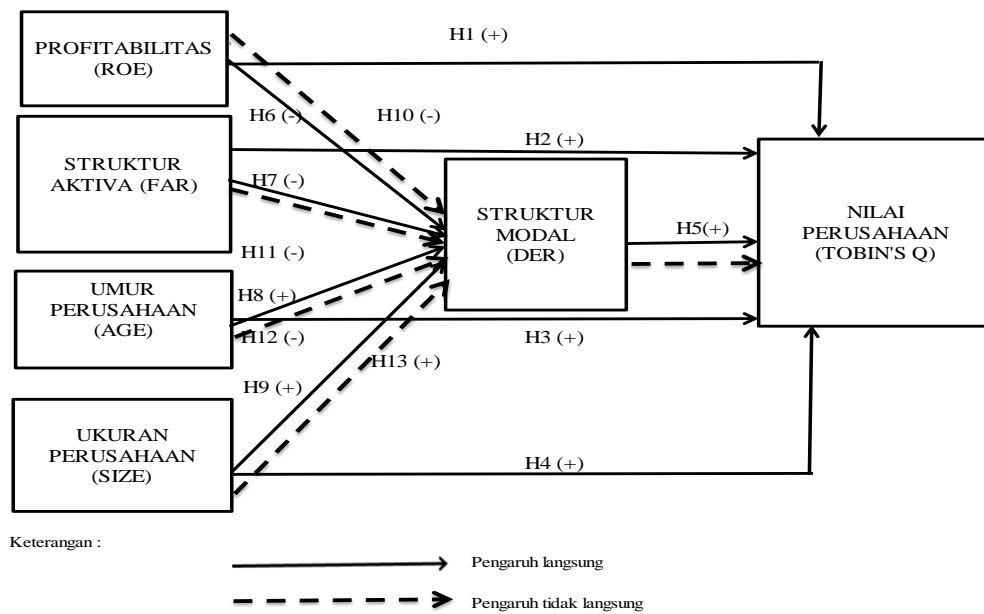 PROFITABILITAS
(ROE)
H1 (+)
H6 (-)
H10 (-)
H2 (+)
STRUKTUR
AKTIVA (FAR)
H7 (-)
STRUKTUR
MODAL
(DER)
H5(+)
NILAI
PERUSAHAAN
(TOBIN'S Q)
H11 (-)
UMUR
PERUSAHAAN
(AGE)
H8 (+)
H12 (-)
H3 (+)
H13 (+)
H9 (+)
UKURAN
PERUSAHAAN
(SIZE)
H4 (+)
Keterangan :
Pengaruh langsung
Pengaruh tidak langsung